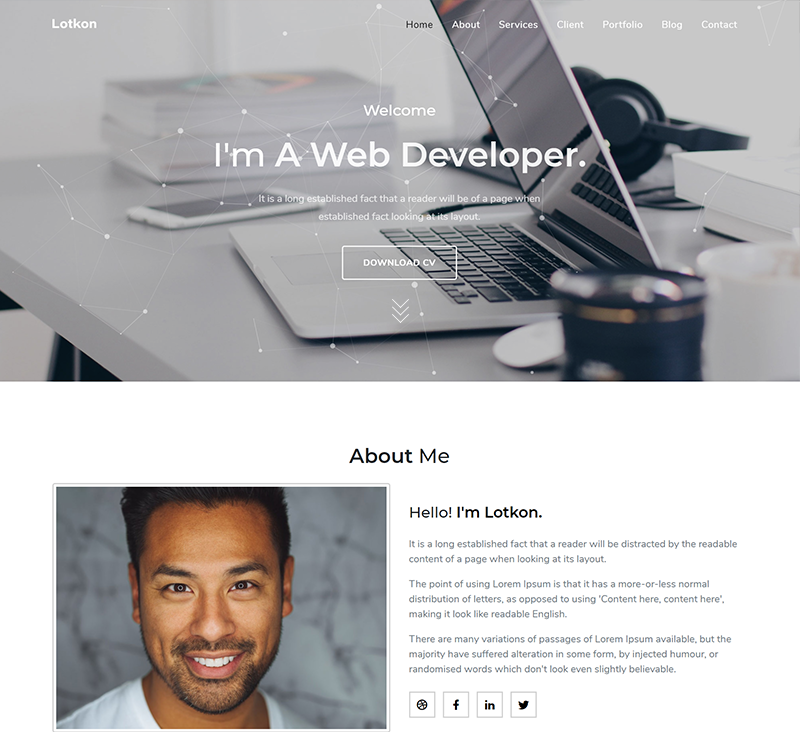 Lotkon
Home About Services Client Portfolio Blog Contact
Welcome
I'm A Web Developer.
It is a long established fact that a reader will be of a page when
established fact looking at its layout.
DOWNLOAD CV
About Me
Hello! I'm Lotkon.
It is a long established fact that a reader will be distracted by the readable
content of a page when looking at its layout.
The point of using Lorem Ipsum is that it has a more-or-less normal
distribution of letters, as opposed to using 'Content here, content here',
making it look like readable English.
There are many variations of passages of Lorem Ipsum available, but the
majority have suffered alteration in some form, by injected humour, or
randomised words which don't look even slightly believable.